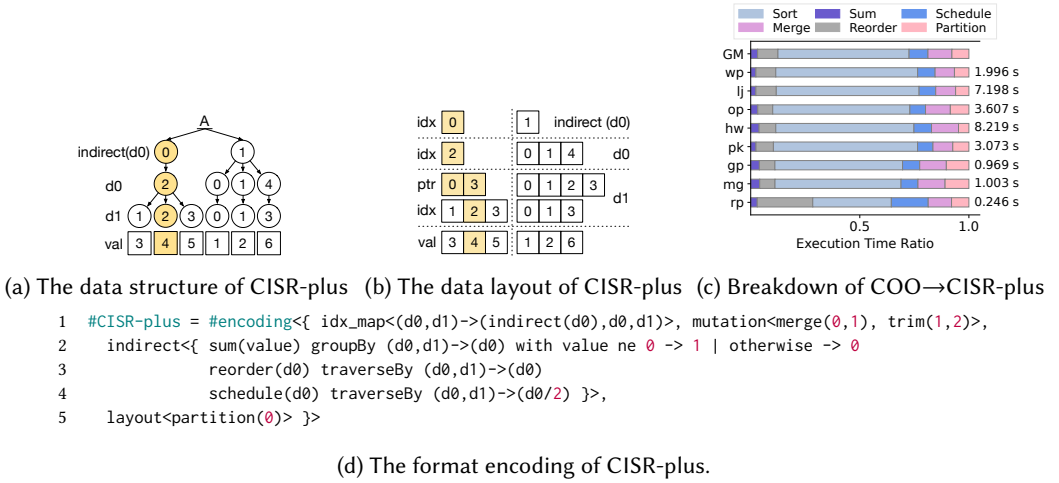 A
indirect(d0) 0 1
d0 2 0 1 4
d1 1 2 3 0 1 3
val 3 4 5 1 2 6
idx 0 1 indirect (d0)
idx 2 0 1 4 d0
ptr 0 3 0 1 2 3
d1
idx 1 2 3 0 1 3
val 3 4 5 1 2 6
Sort Sum Schedule
Merge Reorder Partition
GM
wp 1.996 s
lj 7.198 s
op 3.607 s
hw 8.219 s
pk 3.073 s
gp 0.969 s
mg 1.003 s
rp 0.246 s
0.5 1.0
Execution Time Ratio
(a) The data structure of CISR-plus (b) The data layout of CISR-plus (c) Breakdown of COO→CISR-plus
1 #CISR-plus = #encoding<{ idx_map<(d0,d1)->(indirect(d0),d0,d1)>, mutation<merge(0,1), trim(1,2)>,
2 indirect<{ sum(value) groupBy (d0,d1)->(d0) with value ne 0 -> 1 | otherwise -> 0
3 reorder(d0) traverseBy (d0,d1)->(d0)
4 schedule(d0) traverseBy (d0,d1)->(d0/2) }>,
5 layout<partition(0)> }>
(d) The format encoding of CISR-plus.